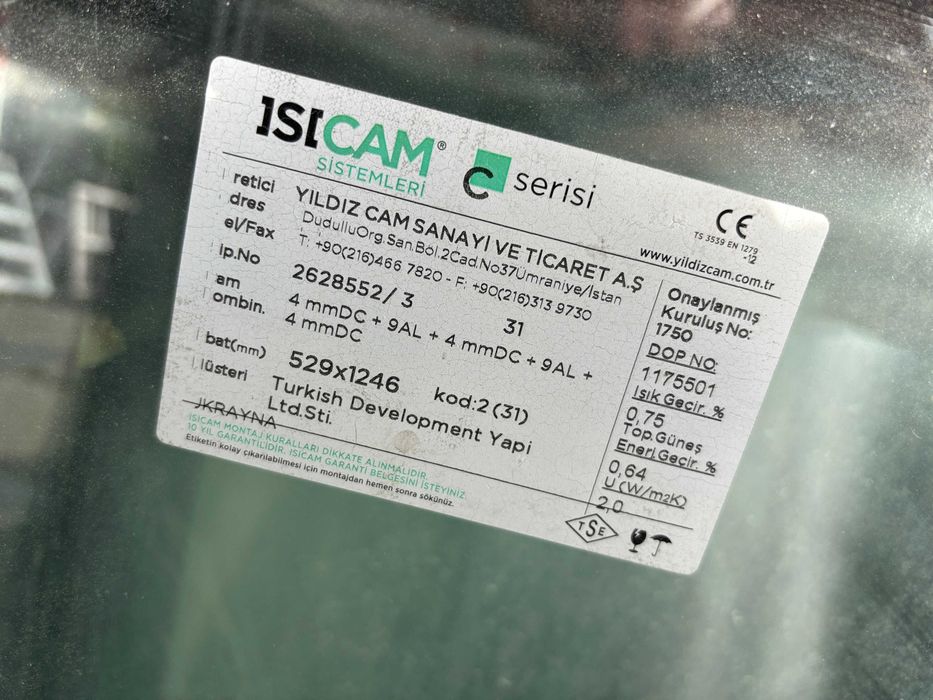 ISICAM®
SİSTEMLERİ
C serisi
CE
TS 3539 EN 1279
-12
www.yildizcam.com.tr
retici YILDIZ CAM SANAYİ VE TİCARET A.Ş
dres DudulluOrg.San.Böl.2Cad.No37Ümraniye/İstan
el/Fax T: +90(216)466 7820 - F: +90(216)313 9730
ip.No 2628552/ 3 31
am 4 mmDC + 9AL + 4 mmDC + 9AL +
ombin. 4 mmDC
bat(mm) 529x1246 kod:2 (31)
üsteri Turkish Development Yapi
Ltd.Sti.
KRAYNA
Onaylanmış
Kuruluş No:
1750
DOP NO:
1175501
Işık Geçir. %
0,75
Top.Güneş
Enerj.Geçir. %
0,64
U (W/m2K)
2,0
ISICAM MONTAJ KURALLARI DİKKATE ALINMALIDIR.
10 YIL GARANTİLİDİR. ISICAM GARANTİ BELGESİNİ İSTEYİNİZ.
Etiketin kolay çıkarılabilmesi için montajdan hemen sonra sökünüz.
TSE